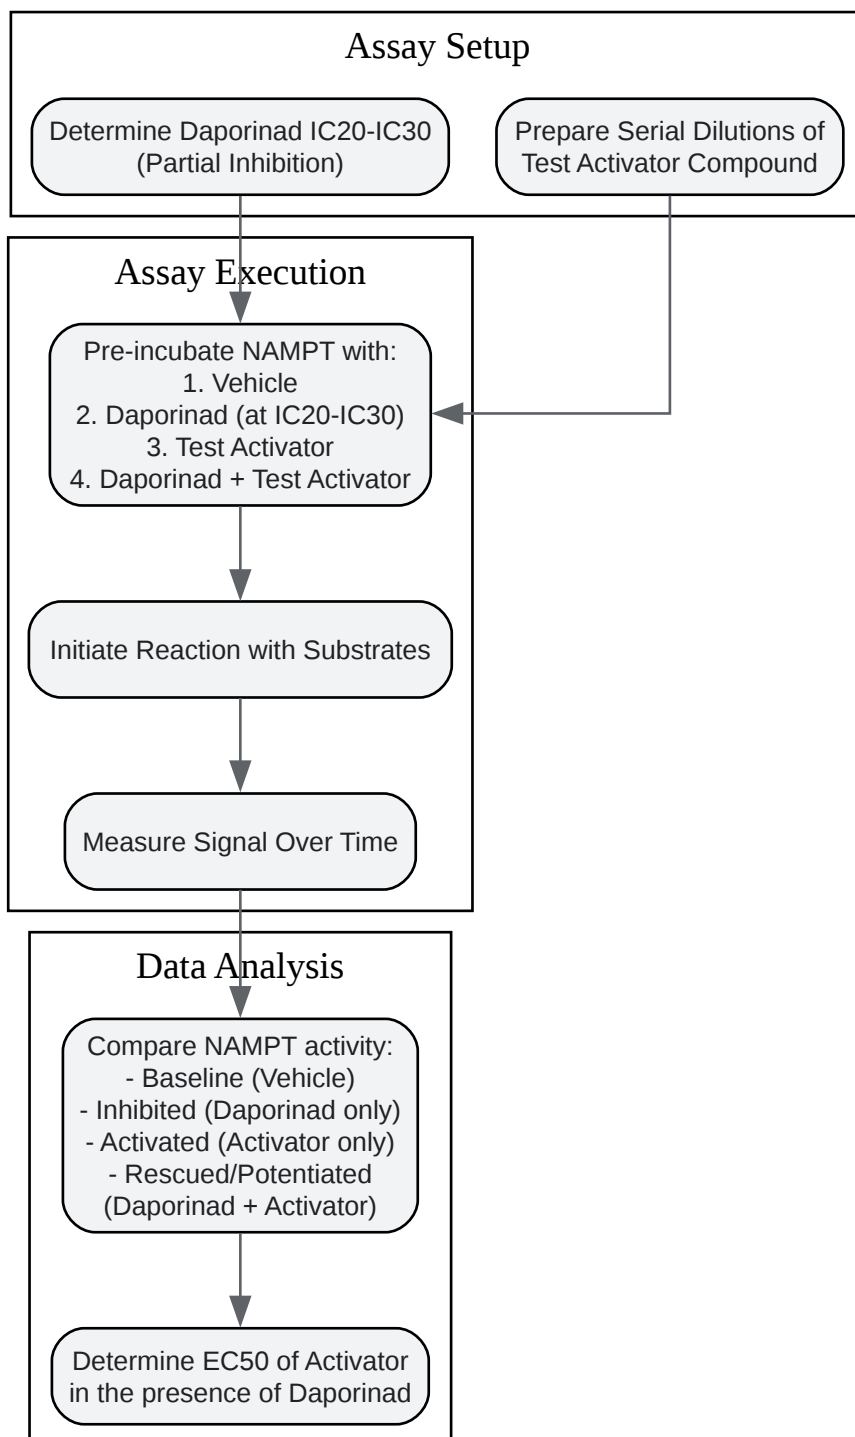 Assay Setup
Determine Daporinad IC20-IC30
(Partial Inhibition)
Prepare Serial Dilutions of
Test Activator Compound
Assay Execution
Pre-incubate NAMPT with:
1. Vehicle
2. Daporinad (at IC20-IC30)
3. Test Activator
4. Daporinad + Test Activator
Initiate Reaction with Substrates
Measure Signal Over Time
Data Analysis
Compare NAMPT activity:
- Baseline (Vehicle)
- Inhibited (Daporinad only)
- Activated (Activator only)
- Rescued/Potentiated
(Daporinad + Activator)
Determine EC50 of Activator
in the presence of Daporinad